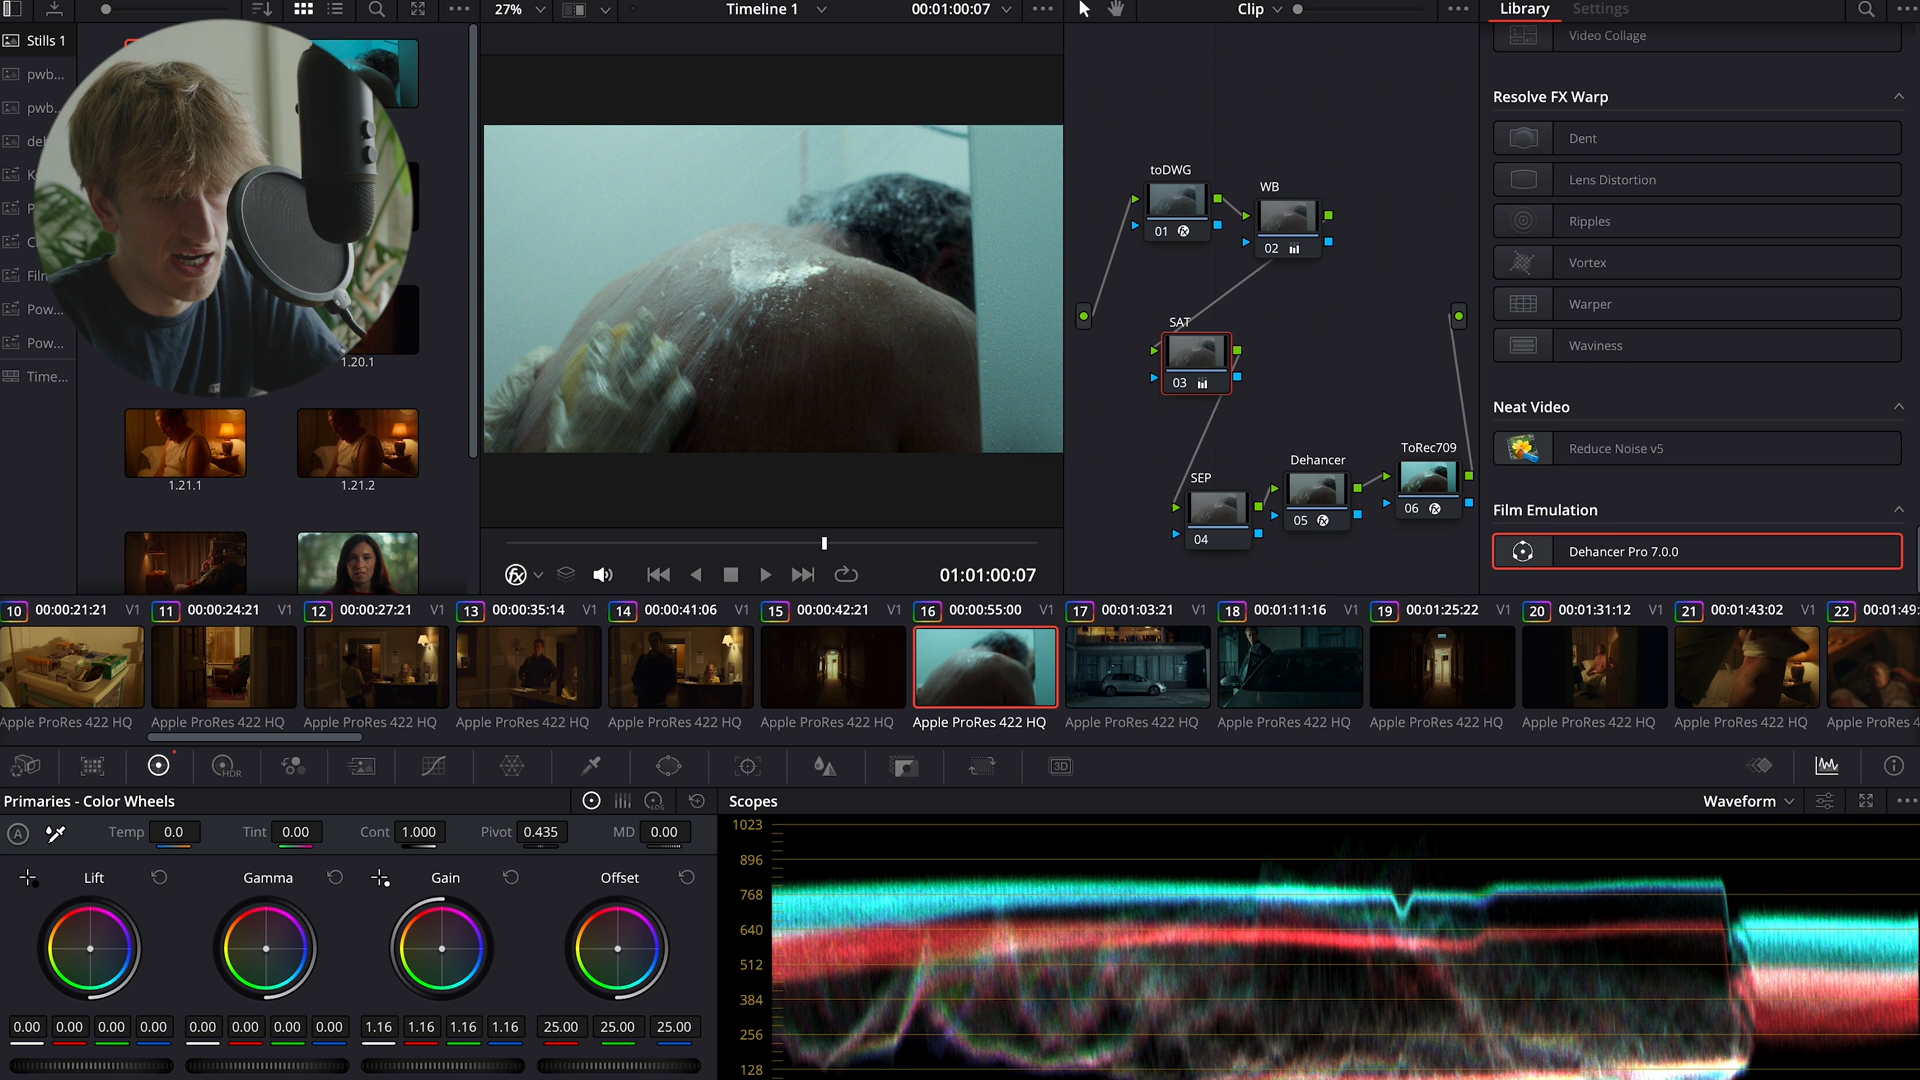 27%
Timeline 1
00:01:00:07
Clip
Library
Settings
Stills 1
pwb...
pwb...
Pow...
Pow...
Time...
1.20.1
1.21.1
1.21.2
toDWG
01
WB
02
SAT
03
SEP
04
Dehancer
05
ToRec709
06
01:01:00:07
Video Collage
Resolve FX Warp
Dent
Lens Distortion
Ripples
Vortex
Warper
Waviness
Neat Video
Reduce Noise v5
Film Emulation
Dehancer Pro 7.0.0
10 00:00:21:21 V1
11 00:00:24:21 V1
12 00:00:27:21 V1
13 00:00:35:14 V1
14 00:00:41:06 V1
15 00:00:42:21 V1
16 00:00:55:00 V1
17 00:01:03:21 V1
18 00:01:11:16 V1
19 00:01:25:22 V1
20 00:01:31:12 V1
21 00:01:43:02 V1
22 00:01:49:
Apple ProRes 422 HQ
Apple ProRes 422 HQ
Apple ProRes 422 HQ
Apple ProRes 422 HQ
Apple ProRes 422 HQ
Apple ProRes 422 HQ
Apple ProRes 422 HQ
Apple ProRes 422 HQ
Apple ProRes 422 HQ
Apple ProRes 422 HQ
Apple ProRes 422 HQ
Apple ProRes 422 HQ
Apple ProRes 4
HDR
3D
Primaries - Color Wheels
LOG
A
Temp 0.0
Tint 0.00
Cont 1.000
Pivot 0.435
MD 0.00
Lift
Gamma
Gain
Offset
0.00 0.00 0.00 0.00
0.00 0.00 0.00 0.00
1.16 1.16 1.16 1.16
25.00 25.00 25.00
Scopes
Waveform
1023
896
768
640
512
384
256
128